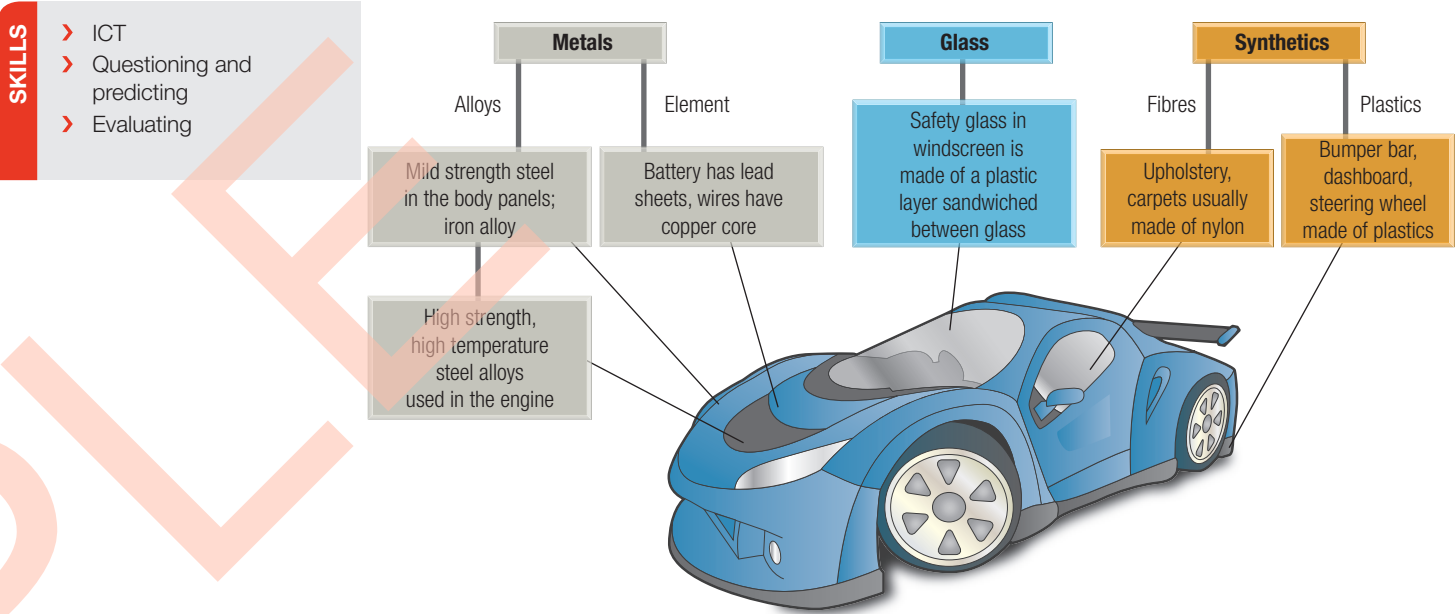 SKILLS
ICT
Questioning and
predicting
Evaluating
Metals
Alloys
Element
Mild strength steel
in the body panels;
iron alloy
Battery has lead
sheets, wires have
copper core
High strength,
high temperature
steel alloys
used in the engine
Glass
Safety glass in
windscreen is
made of a plastic
layer sandwiched
between glass
Synthetics
Fibres
Plastics
Upholstery,
carpets usually
made of nylon
Bumper bar,
dashboard,
steering wheel
made of plastics
PLE